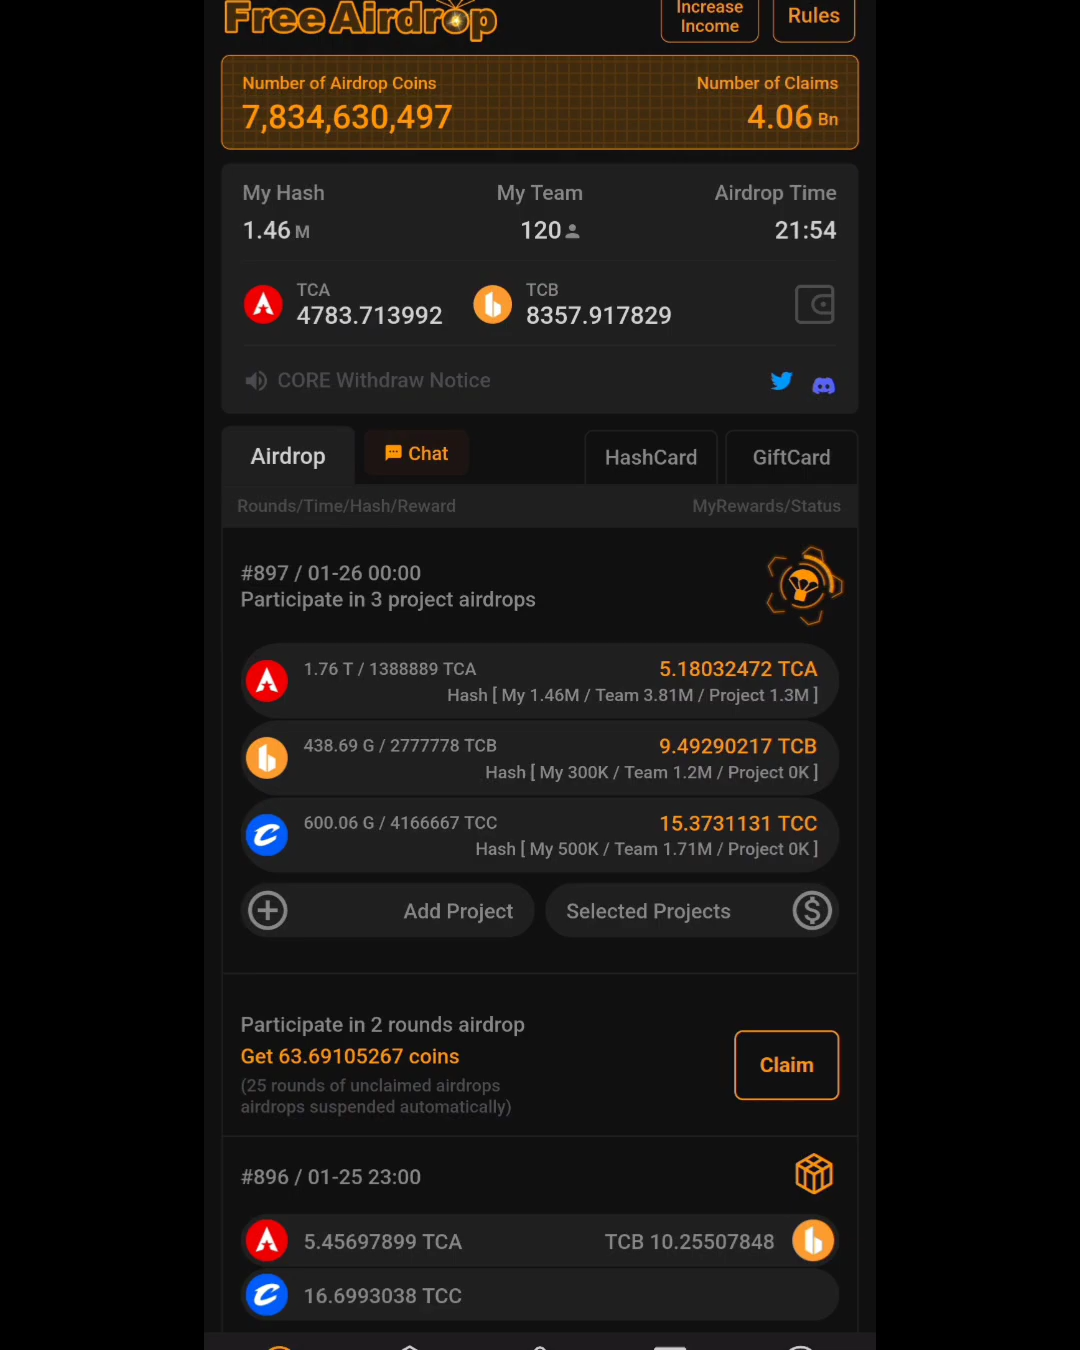 Free Airdrop
Increase
Income
Rules
Number of Airdrop Coins
Number of Claims
7,834,630,497
4.06 Bn
My Hash
My Team
Airdrop Time
1.46 M
120
21:54
TCA
4783.713992
TCB
8357.917829
CORE Withdraw Notice
Airdrop
Chat
HashCard
GiftCard
Rounds/Time/Hash/Reward
MyRewards/Status
#897 / 01-26 00:00
Participate in 3 project airdrops
1.76 T / 1388889 TCA
5.18032472 TCA
Hash [ My 1.46M / Team 3.81M / Project 1.3M ]
438.69 G / 2777778 TCB
9.49290217 TCB
Hash [ My 300K / Team 1.2M / Project 0K ]
600.06 G / 4166667 TCC
15.3731131 TCC
Hash [ My 500K / Team 1.71M / Project 0K ]
Add Project
Selected Projects
Participate in 2 rounds airdrop
Get 63.69105267 coins
(25 rounds of unclaimed airdrops
airdrops suspended automatically)
Claim
#896 / 01-25 23:00
5.45697899 TCA
TCB 10.25507848
16.6993038 TCC